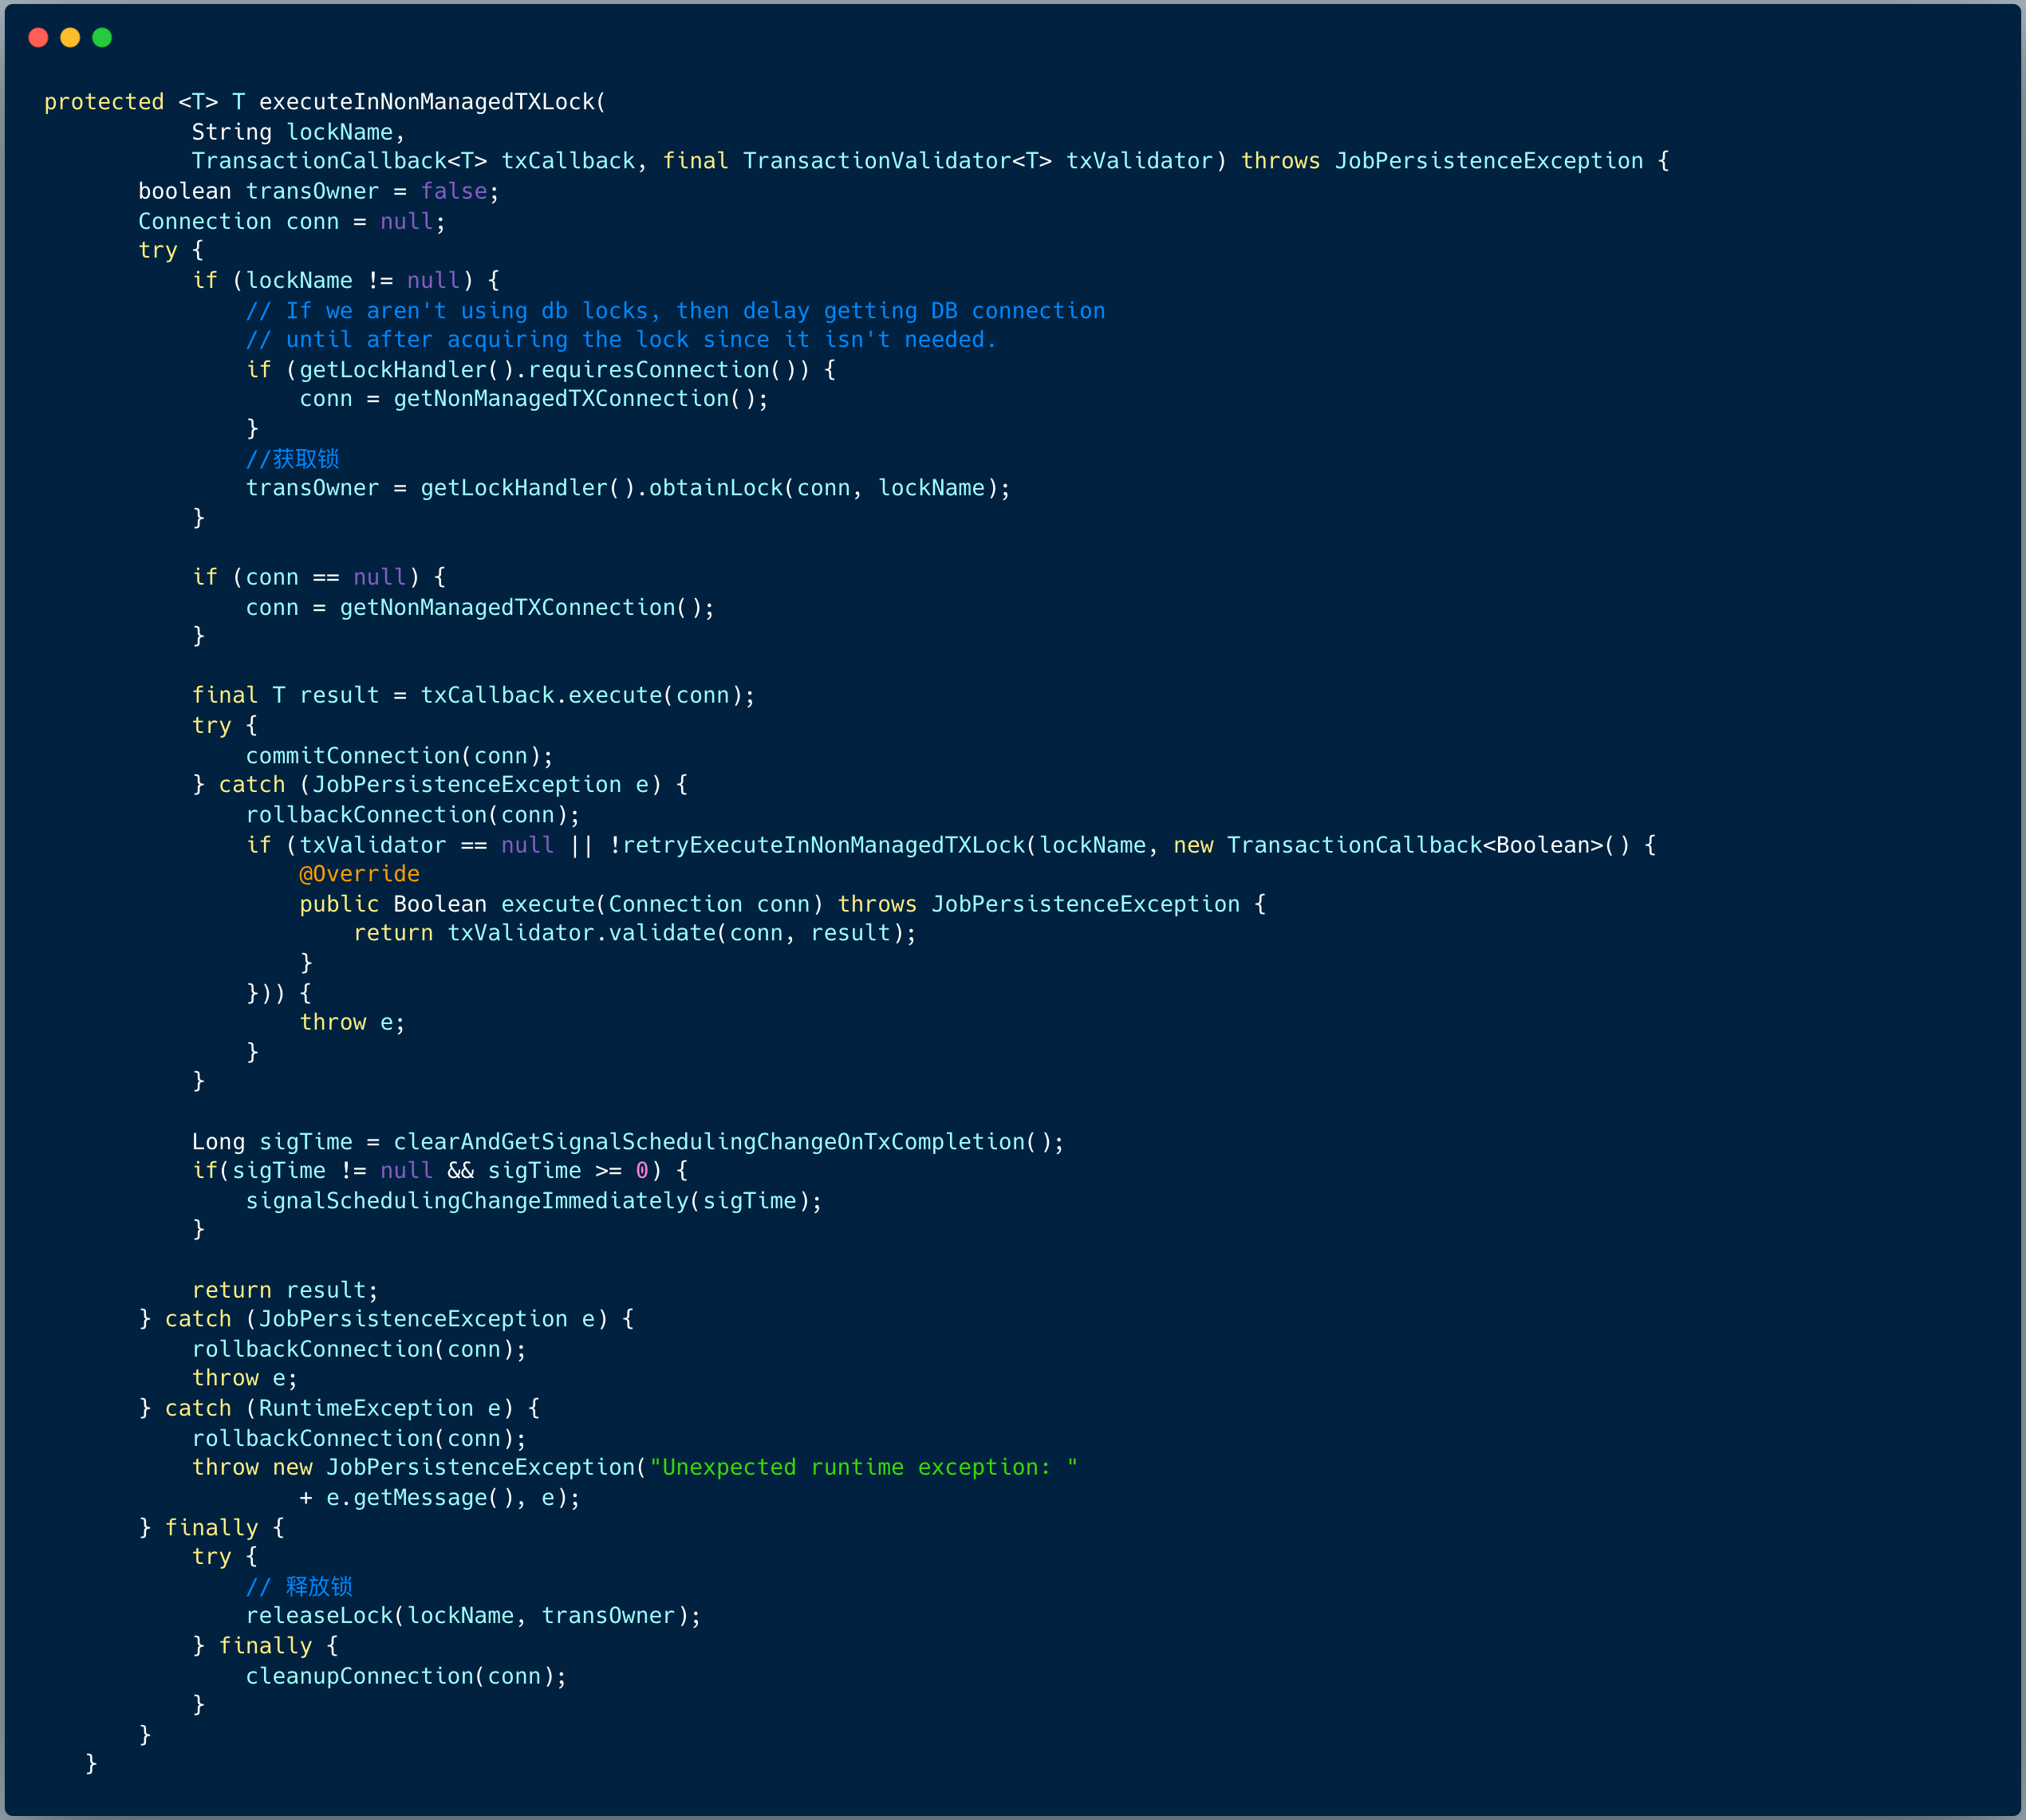 protected <T> T executeInNonManagedTXLock(
            String lockName,
            TransactionCallback<T> txCallback, final TransactionValidator<T> txValidator) throws JobPersistenceException {
        boolean transOwner = false;
        Connection conn = null;
        try {
            if (lockName != null) {
                // If we aren't using db locks, then delay getting DB connection
                // until after acquiring the lock since it isn't needed.
                if (getLockHandler().requiresConnection()) {
                    conn = getNonManagedTXConnection();
                }
                //获取锁
                transOwner = getLockHandler().obtainLock(conn, lockName);
            }

            if (conn == null) {
                conn = getNonManagedTXConnection();
            }

            final T result = txCallback.execute(conn);
            try {
                commitConnection(conn);
            } catch (JobPersistenceException e) {
                rollbackConnection(conn);
                if (txValidator == null || !retryExecuteInNonManagedTXLock(lockName, new TransactionCallback<Boolean>() {
                    @Override
                    public Boolean execute(Connection conn) throws JobPersistenceException {
                        return txValidator.validate(conn, result);
                    }
                })) {
                    throw e;
                }
            }

            Long sigTime = clearAndGetSignalSchedulingChangeOnTxCompletion();
            if(sigTime != null && sigTime >= 0) {
                signalSchedulingChangeImmediately(sigTime);
            }

            return result;
        } catch (JobPersistenceException e) {
            rollbackConnection(conn);
            throw e;
        } catch (RuntimeException e) {
            rollbackConnection(conn);
            throw new JobPersistenceException("Unexpected runtime exception: "
                    + e.getMessage(), e);
        } finally {
            try {
                // 释放锁
                releaseLock(lockName, transOwner);
            } finally {
                cleanupConnection(conn);
            }
        }
    }